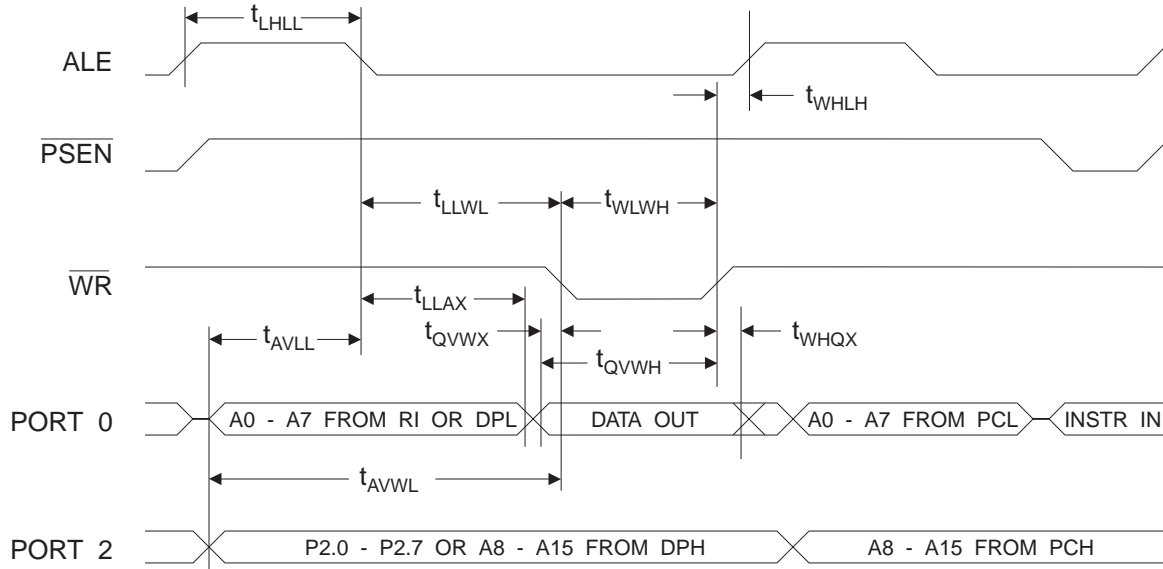 tLHLL
ALE
tWHLH
PSEN
tLLWL
tWLWH
WR
tLLAX
tAVLL
tQVWX
tWHQX
tQVWH
PORT 0
A0 - A7 FROM RI OR DPL
DATA OUT
A0 - A7 FROM PCL
INSTR IN
tAVWL
PORT 2
P2.0 - P2.7 OR A8 - A15 FROM DPH
A8 - A15 FROM PCH